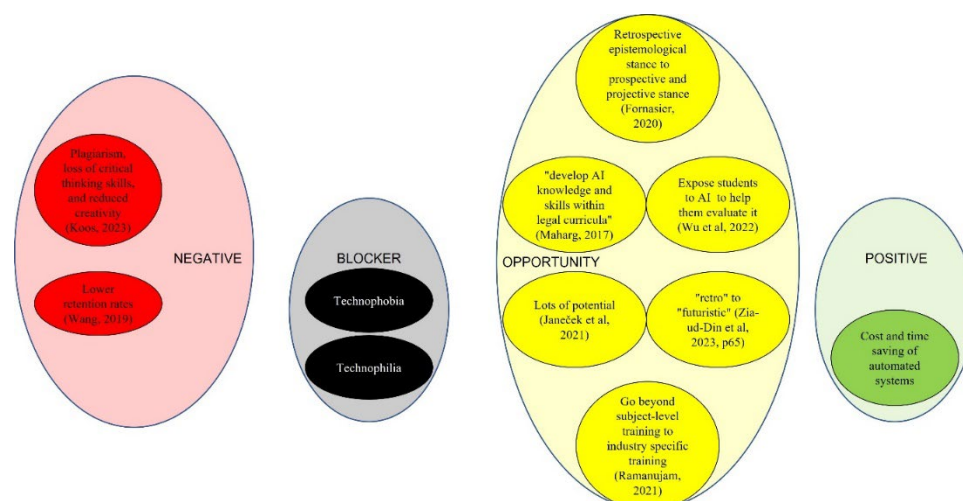 Plagiarism,
loss of critical
thinking skills,
and reduced
creativity
(Koos, 2023)
NEGATIVE
Lower
retention rates
(Wang, 2019)
BLOCKER
Technophobia
Technophilia
Retrospective
epistemological
stance to
prospective and
projective stance
(Fornasier,
2020)
"develop AI
knowledge and
skills within
legal curricula"
(Maharg, 2017)
Expose students
to AI to help
them evaluate it
(Wu et al, 2022)
OPPORTUNITY
Lots of potential
(Janeček et al,
2021)
"retro" to
"futuristic" (Zia-
ud-Din et al,
2023, p65)
Go beyond
subject-level
training to
industry specific
training
(Ramanujam,
2021)
POSITIVE
Cost and time
saving of
automated
systems